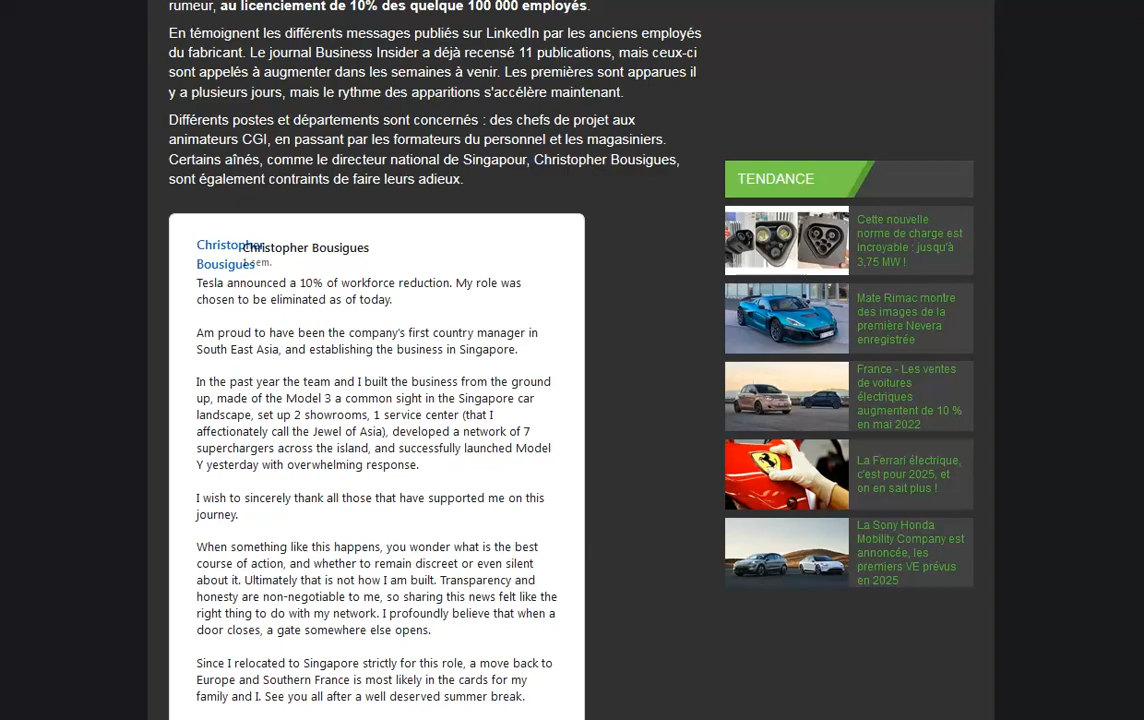 rumeur, au licenciement de 10% des quelque 100 000 employés.
En témoignent les différents messages publiés sur LinkedIn par les anciens employés
du fabricant. Le journal Business Insider a déjà recensé 11 publications, mais ceux-ci
sont appelés à augmenter dans les semaines à venir. Les premières sont apparues il
y a plusieurs jours, mais le rythme des apparitions s'accélère maintenant.
Différents postes et départements sont concernés : des chefs de projet aux
animateurs CGI, en passant par les formateurs du personnel et les magasiniers.
Certains aînés, comme le directeur national de Singapour, Christopher Bousigues,
sont également contraints de faire leurs adieux.
Christopher
Bousigues
Christopher Bousigues
sem.
Tesla announced a 10% of workforce reduction. My role was
chosen to be eliminated as of today.
Am proud to have been the company's first country manager in
South East Asia, and establishing the business in Singapore.
In the past year the team and I built the business from the ground
up, made of the Model 3 a common sight in the Singapore car
landscape, set up 2 showrooms, 1 service center (that I
affectionately call the Jewel of Asia), developed a network of 7
superchargers across the island, and successfully launched Model
Y yesterday with overwhelming response.
I wish to sincerely thank all those that have supported me on this
journey.
When something like this happens, you wonder what is the best
course of action, and whether to remain discreet or even silent
about it. Ultimately that is not how I am built. Transparency and
honesty are non-negotiable to me, so sharing this news felt like the
right thing to do with my network. I profoundly believe that when a
door closes, a gate somewhere else opens.
Since I relocated to Singapore strictly for this role, a move back to
Europe and Southern France is most likely in the cards for my
family and I. See you all after a well deserved summer break.
TENDANCE
Cette nouvelle
norme de charge est
incroyable : jusqu'à
3,75 MW !
Mate Rimac montre
des images de la
première Nevera
enregistrée
France - Les ventes
de voitures
électriques
augmentent de 10 %
en mai 2022
La Ferrari électrique,
c'est pour 2025, et
on en sait plus !
La Sony Honda
Mobility Company est
annoncée, les
premiers VE prévus
en 2025